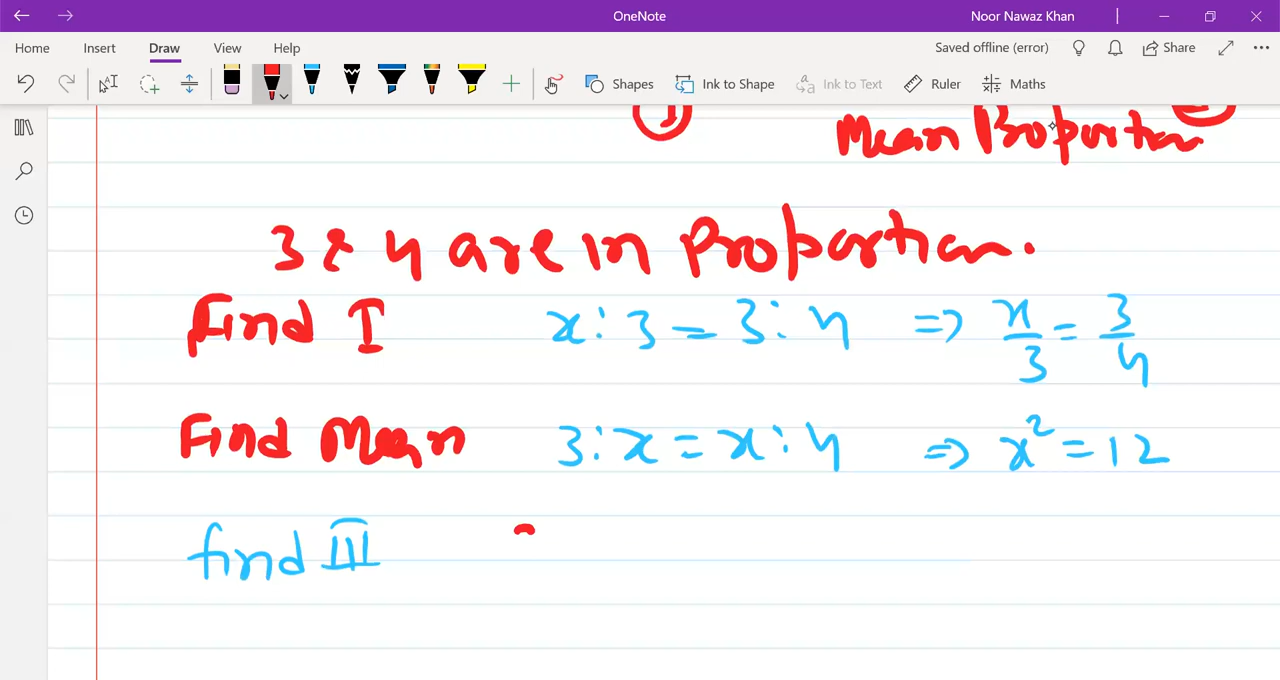 OneNote
Noor Nawaz Khan
Home Insert Draw View Help
Saved offline (error)
Share
Shapes
Ink to Shape
Ink to Text
Ruler
Maths
Mean Proportion
3 & 4 are in Proportion.
Find I x : 3 = 3 : 4 => x/3 = 3/4
Find Mean 3 : x = x : 4 => x² = 12
find III